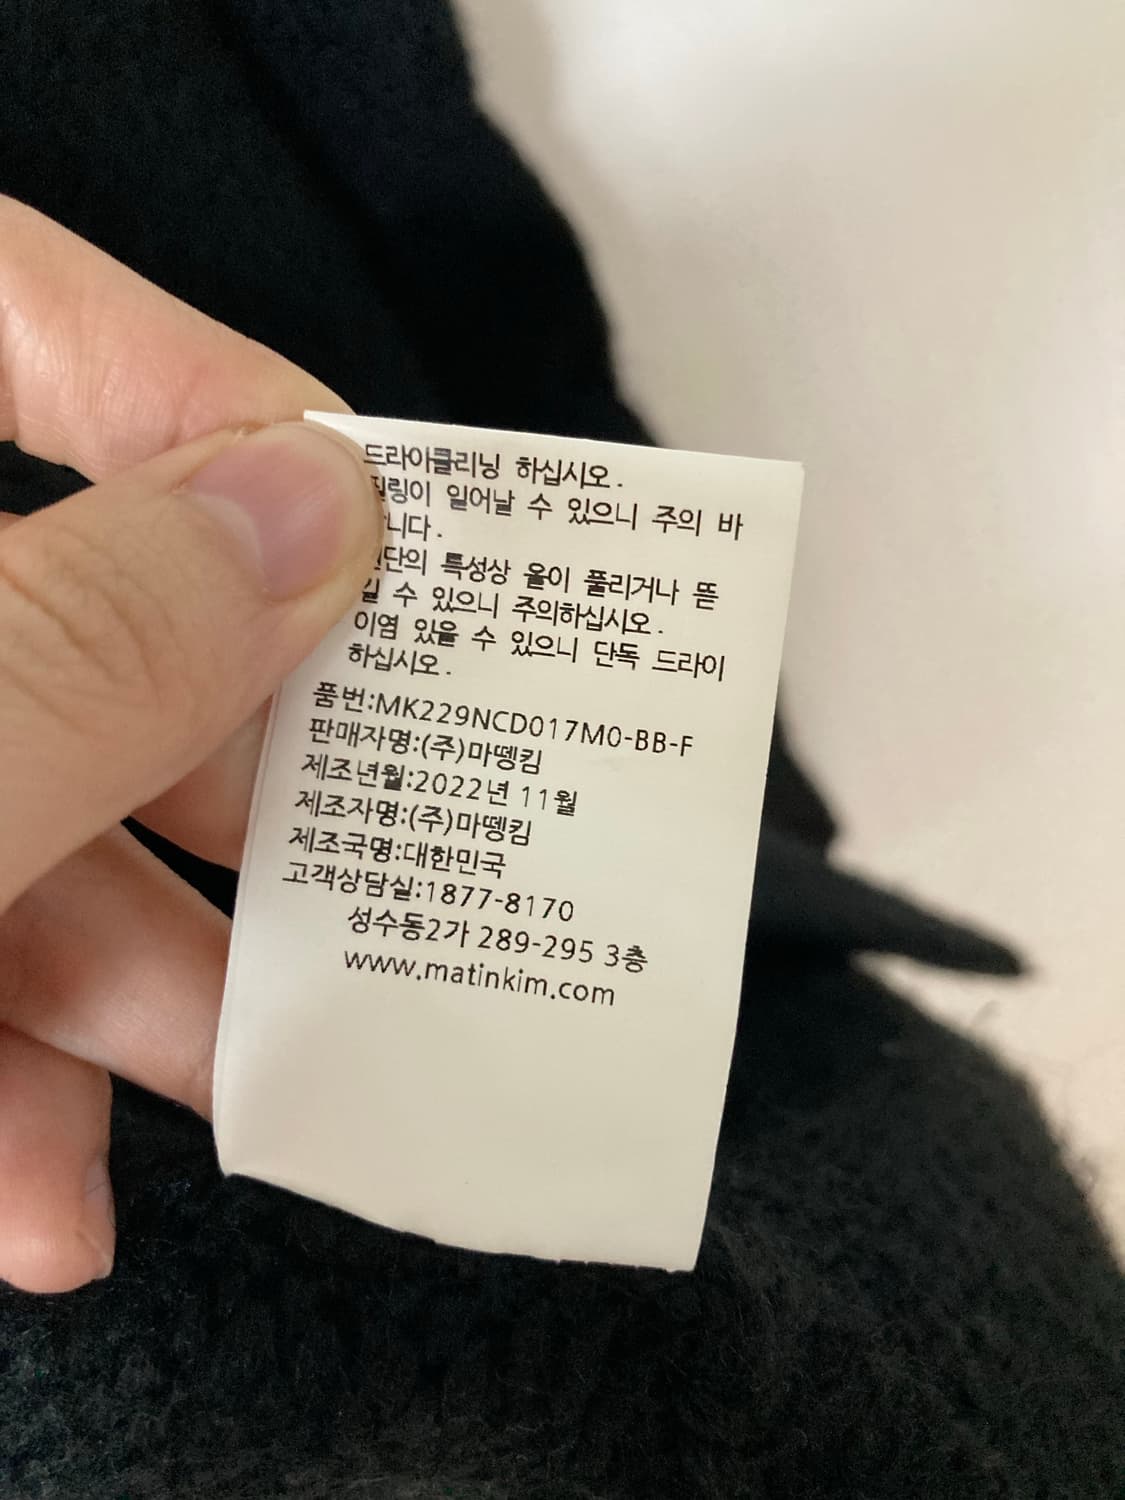 드라이클리닝 하십시오.
필링이 일어날 수 있으니 주의 바
니다.
원단의 특성상 올이 풀리거나 뜯
길 수 있으니 주의하십시오.
이염 있을 수 있으니 단독 드라이
하십시오.
품번:MK229NCD017M0-BB-F
판매자명:(주)마뗑킴
제조년월:2022년 11월
제조자명:(주)마뗑킴
제조국명:대한민국
고객상담실:1877-8170
성수동2가 289-295 3층
www.matinkim.com